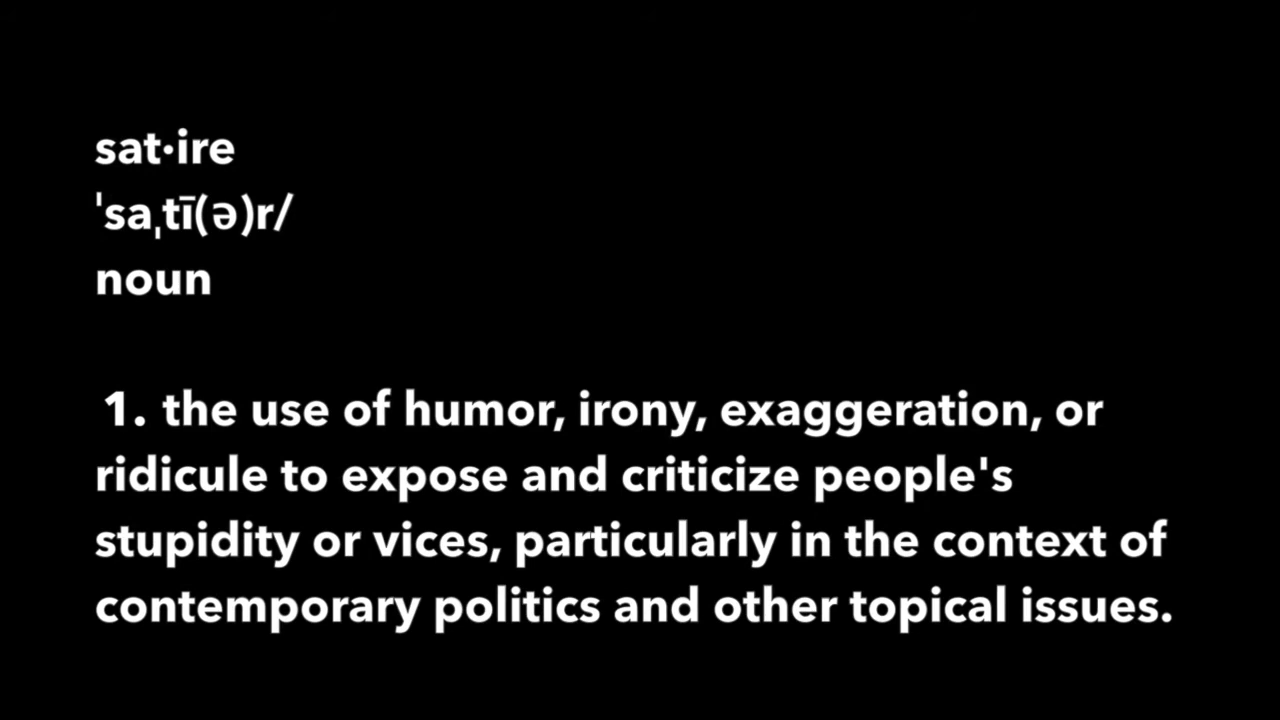 sat·ire
ˈsaˌtī(ə)r/
noun
1. the use of humor, irony, exaggeration, or
ridicule to expose and criticize people's
stupidity or vices, particularly in the context of
contemporary politics and other topical issues.